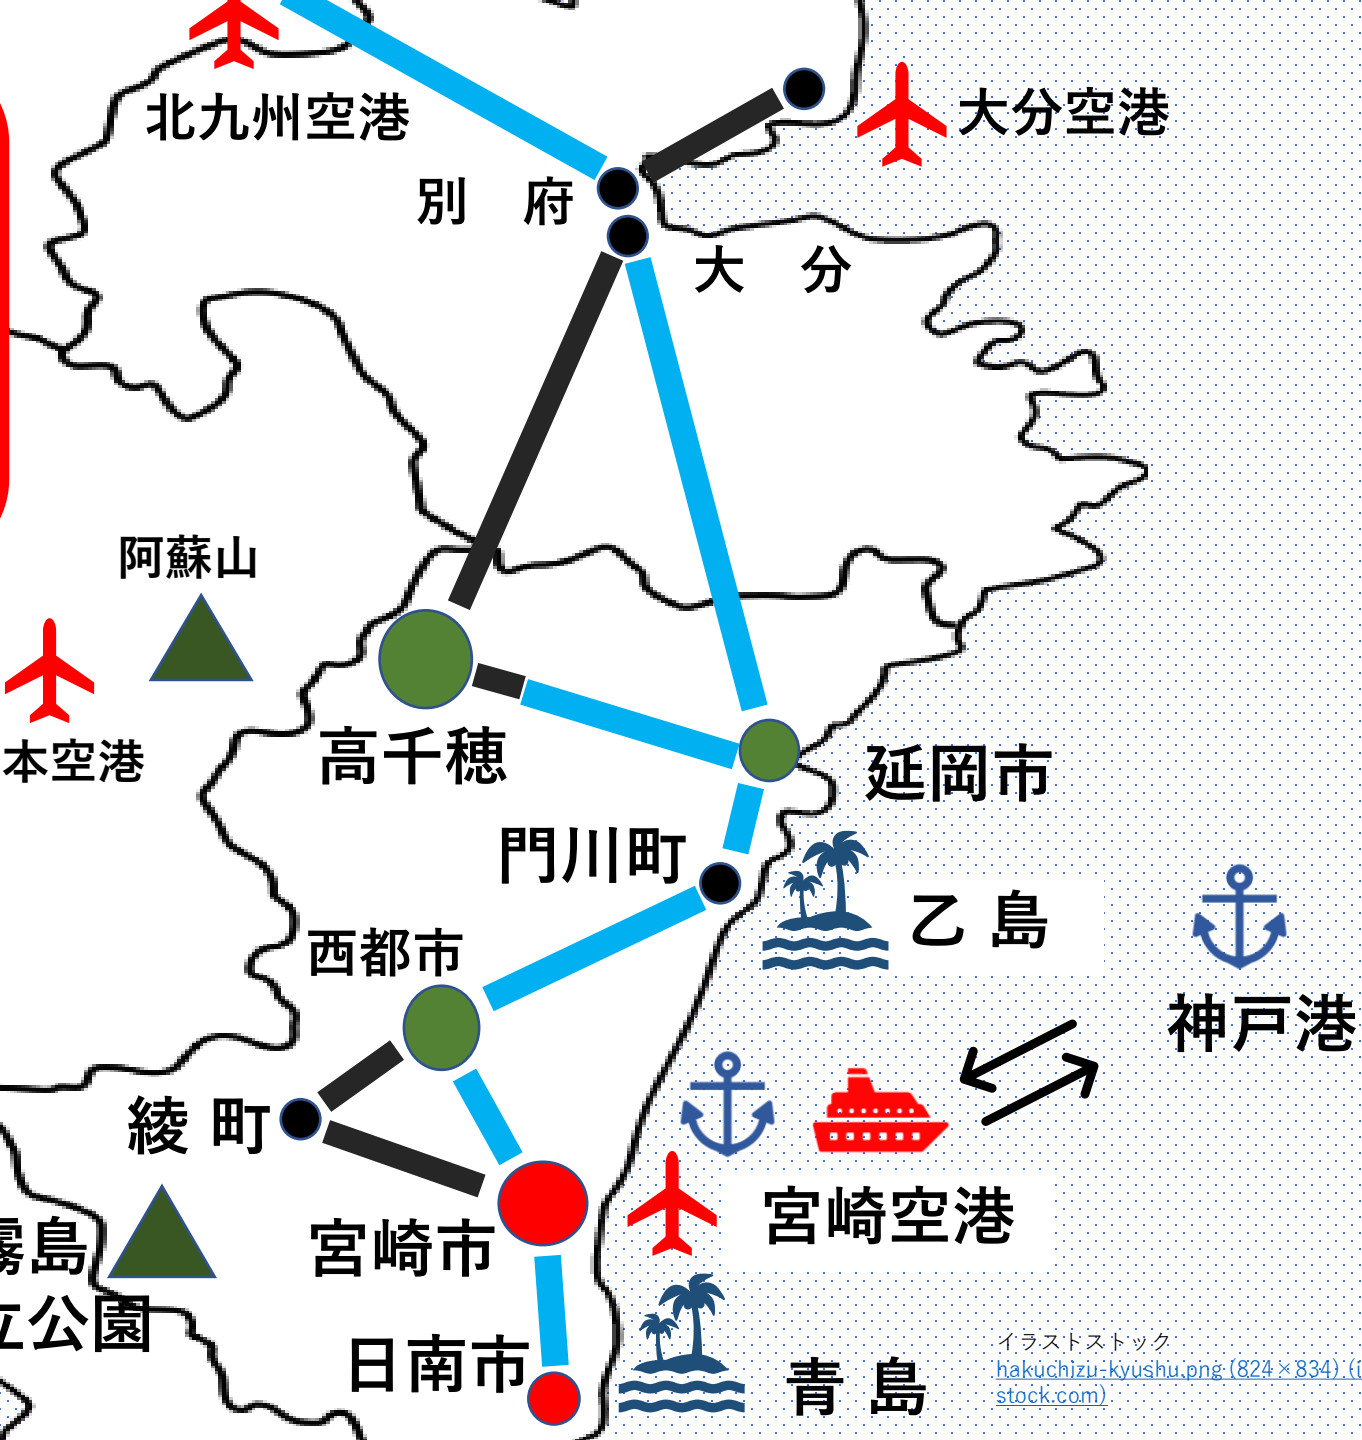 北九州空港
大分空港
別 府
大 分
阿蘇山
本空港
高千穂
延岡市
門川町
乙 島
西都市
神戸港
綾 町
宮崎空港
霧島
宮崎市
立公園
日南市
青 島
イラストストック
hakuchizu-kyushu.png (824×834) (i
stock.com)